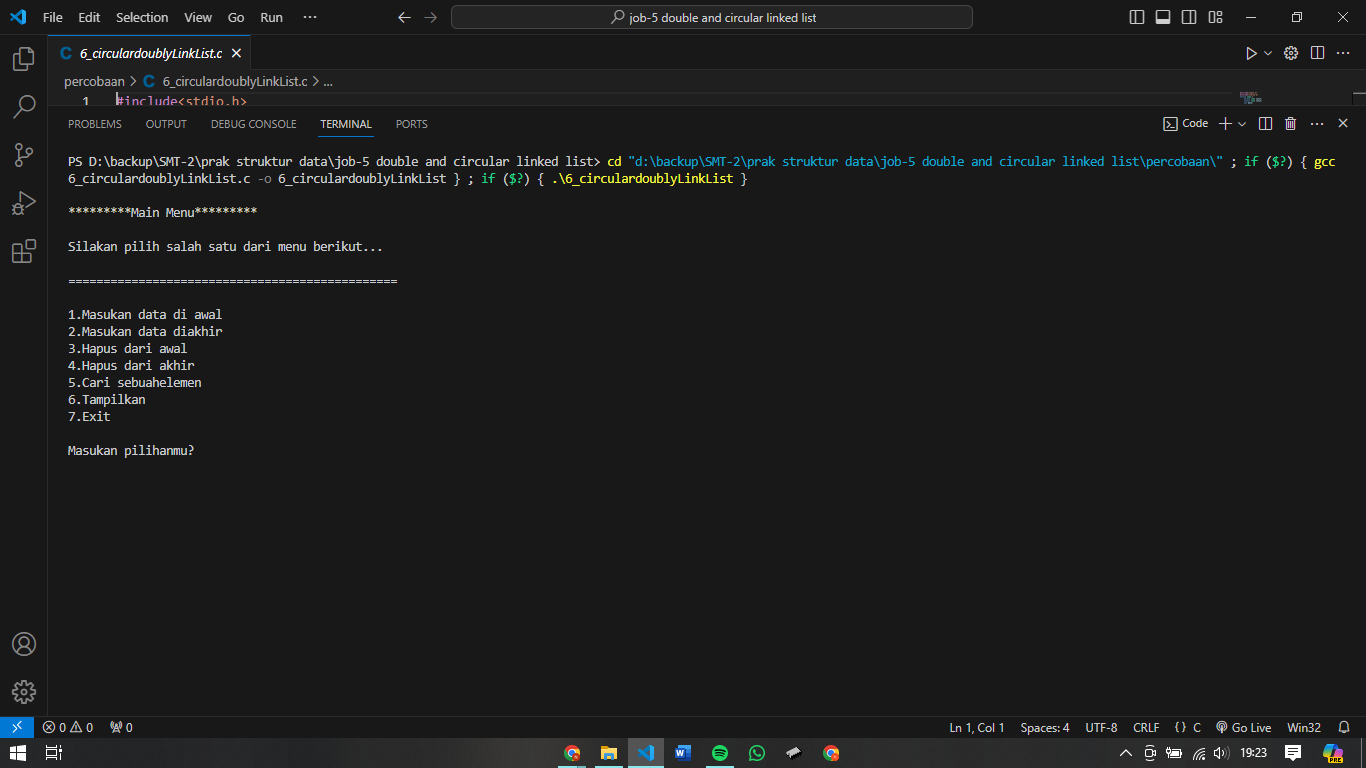 File Edit Selection View Go Run ··· job-5 double and circular linked list
C 6_circulardoublyLinkList.c
percobaan > C 6_circulardoublyLinkList.c > ...
1 #include<stdio.h>
PROBLEMS OUTPUT DEBUG CONSOLE TERMINAL PORTS Code
PS D:\backup\SMT-2\prak struktur data\job-5 double and circular linked list> cd "d:\backup\SMT-2\prak struktur data\job-5 double and circular linked list\percobaan\" ; if ($?) { gcc
6_circulardoublyLinkList.c -o 6_circulardoublyLinkList } ; if ($?) { .\6_circulardoublyLinkList }
*********Main Menu*********
Silakan pilih salah satu dari menu berikut...
===============================================
1.Masukan data di awal
2.Masukan data diakhir
3.Hapus dari awal
4.Hapus dari akhir
5.Cari sebuahelemen
6.Tampilkan
7.Exit
Masukan pilihanmu?
0 0 0 Ln 1, Col 1 Spaces: 4 UTF-8 CRLF {} C Go Live Win32
19:23 PRE